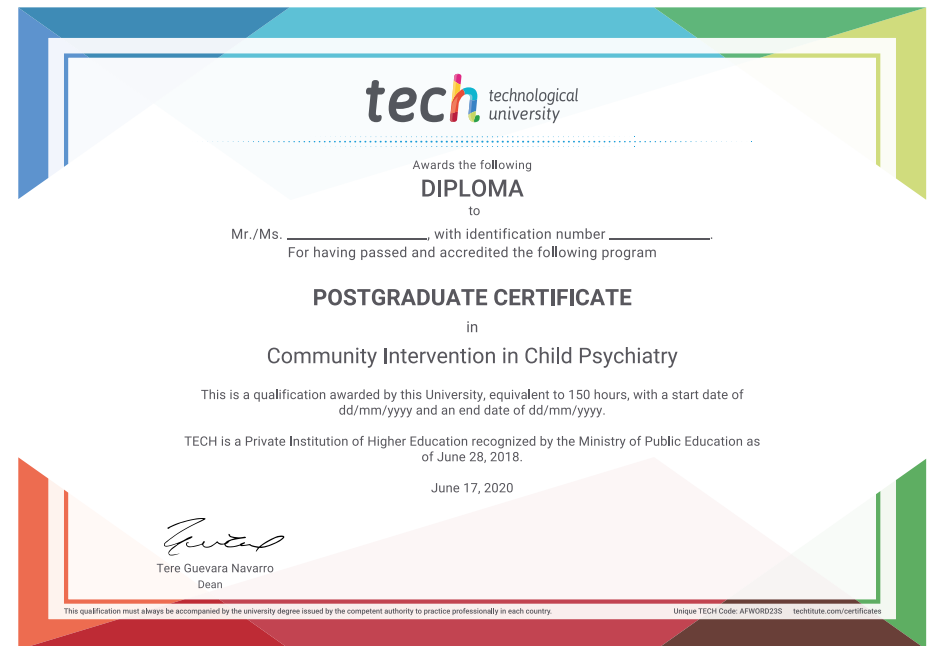 tech technological
university
Awards the following
DIPLOMA
to
Mr./Ms. ____________________, with identification number ______________.
For having passed and accredited the following program
POSTGRADUATE CERTIFICATE
in
Community Intervention in Child Psychiatry
This is a qualification awarded by this University, equivalent to 150 hours, with a start date of
dd/mm/yyyy and an end date of dd/mm/yyyy.
TECH is a Private Institution of Higher Education recognized by the Ministry of Public Education as
of June 28, 2018.
June 17, 2020
Tere Guevara Navarro
Dean
This qualification must always be accompanied by the university degree issued by the competent authority to practice professionally in each country.
Unique TECH Code: AFWORD23S techtitute.com/certificates